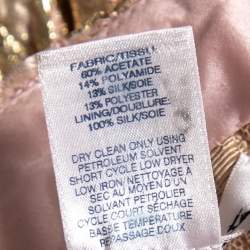 FABRIC/TISSU
60% ACETATE
14% POLYAMIDE
13% SILK/SOIE
13% POLYESTER
LINING/DOUBLURE:
100% SILK/SOIE
DRY CLEAN ONLY USING
PETROLEUM SOLVENT
SHORT CYCLE LOW DRYER
LOW IRON/NETTOYAGE A
SEC AU MOYEN D'UN
SOLVANT PETROLIER
CYCLE COURT SÉCHAGE
BASSE TEMPÉRATURE
REPASSAGE DOUX